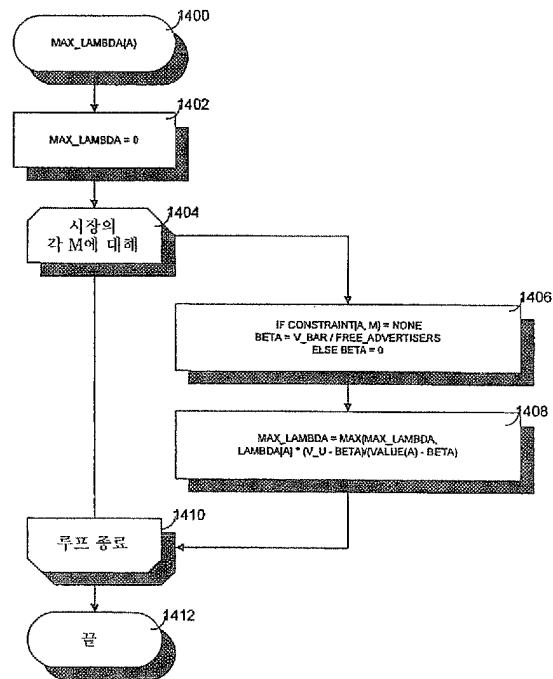 1400
MAX_LAMBDA(A)
1402
MAX_LAMBDA = 0
1404
시장의
각 M에 대해
1406
IF CONSTRAINT[A, M] = NONE
BETA = V_BAR / FREE_ADVERTISERS
ELSE BETA = 0
1408
MAX_LAMBDA = MAX(MAX_LAMBDA,
LAMBDA[A] * (V_U - BETA)/(VALUE(A) - BETA)
1410
루프 종료
1412
끝